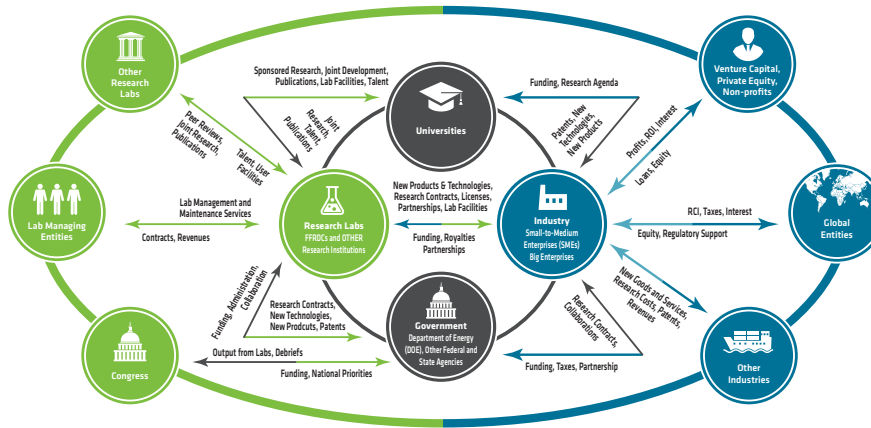 Other
Research
Labs
Sponsored Research, Joint Development,
Publications, Lab Facilities, Talent
Universities
Funding, Research Agenda
Venture Capital,
Private Equity,
Non-profits
Peer Reviews,
Joint Research,
Publications
Talent, User
Facilities
Joint
Research,
Talent,
Publications
Patents, New
Technologies,
New Products
Profits, ROI, Interest
Loans, Equity
Lab Managing
Entities
Lab Management and
Maintenance Services
Contracts, Revenues
Research Labs
FFRDCs and OTHER
Research Institutions
New Products & Technologies,
Research Contracts, Licenses,
Partnerships, Lab Facilities
Funding, Royalties
Partnerships
Industry
Small-to-Medium
Enterprises (SMEs)
Big Enterprises
RCI, Taxes, Interest
Equity, Regulatory Support
Global
Entities
Funding, Administration,
Collaboration
Research Contracts,
New Technologies,
New Prodcuts, Patents
Government
Department of Energy
(DOE), Other Federal and
State Agencies
Research Contracts,
Collaborations
New Goods and Services,
Research Costs, Patents,
Revenues
Congress
Output from Labs, Debriefs
Funding, National Priorities
Funding, Taxes, Partnership
Other
Industries